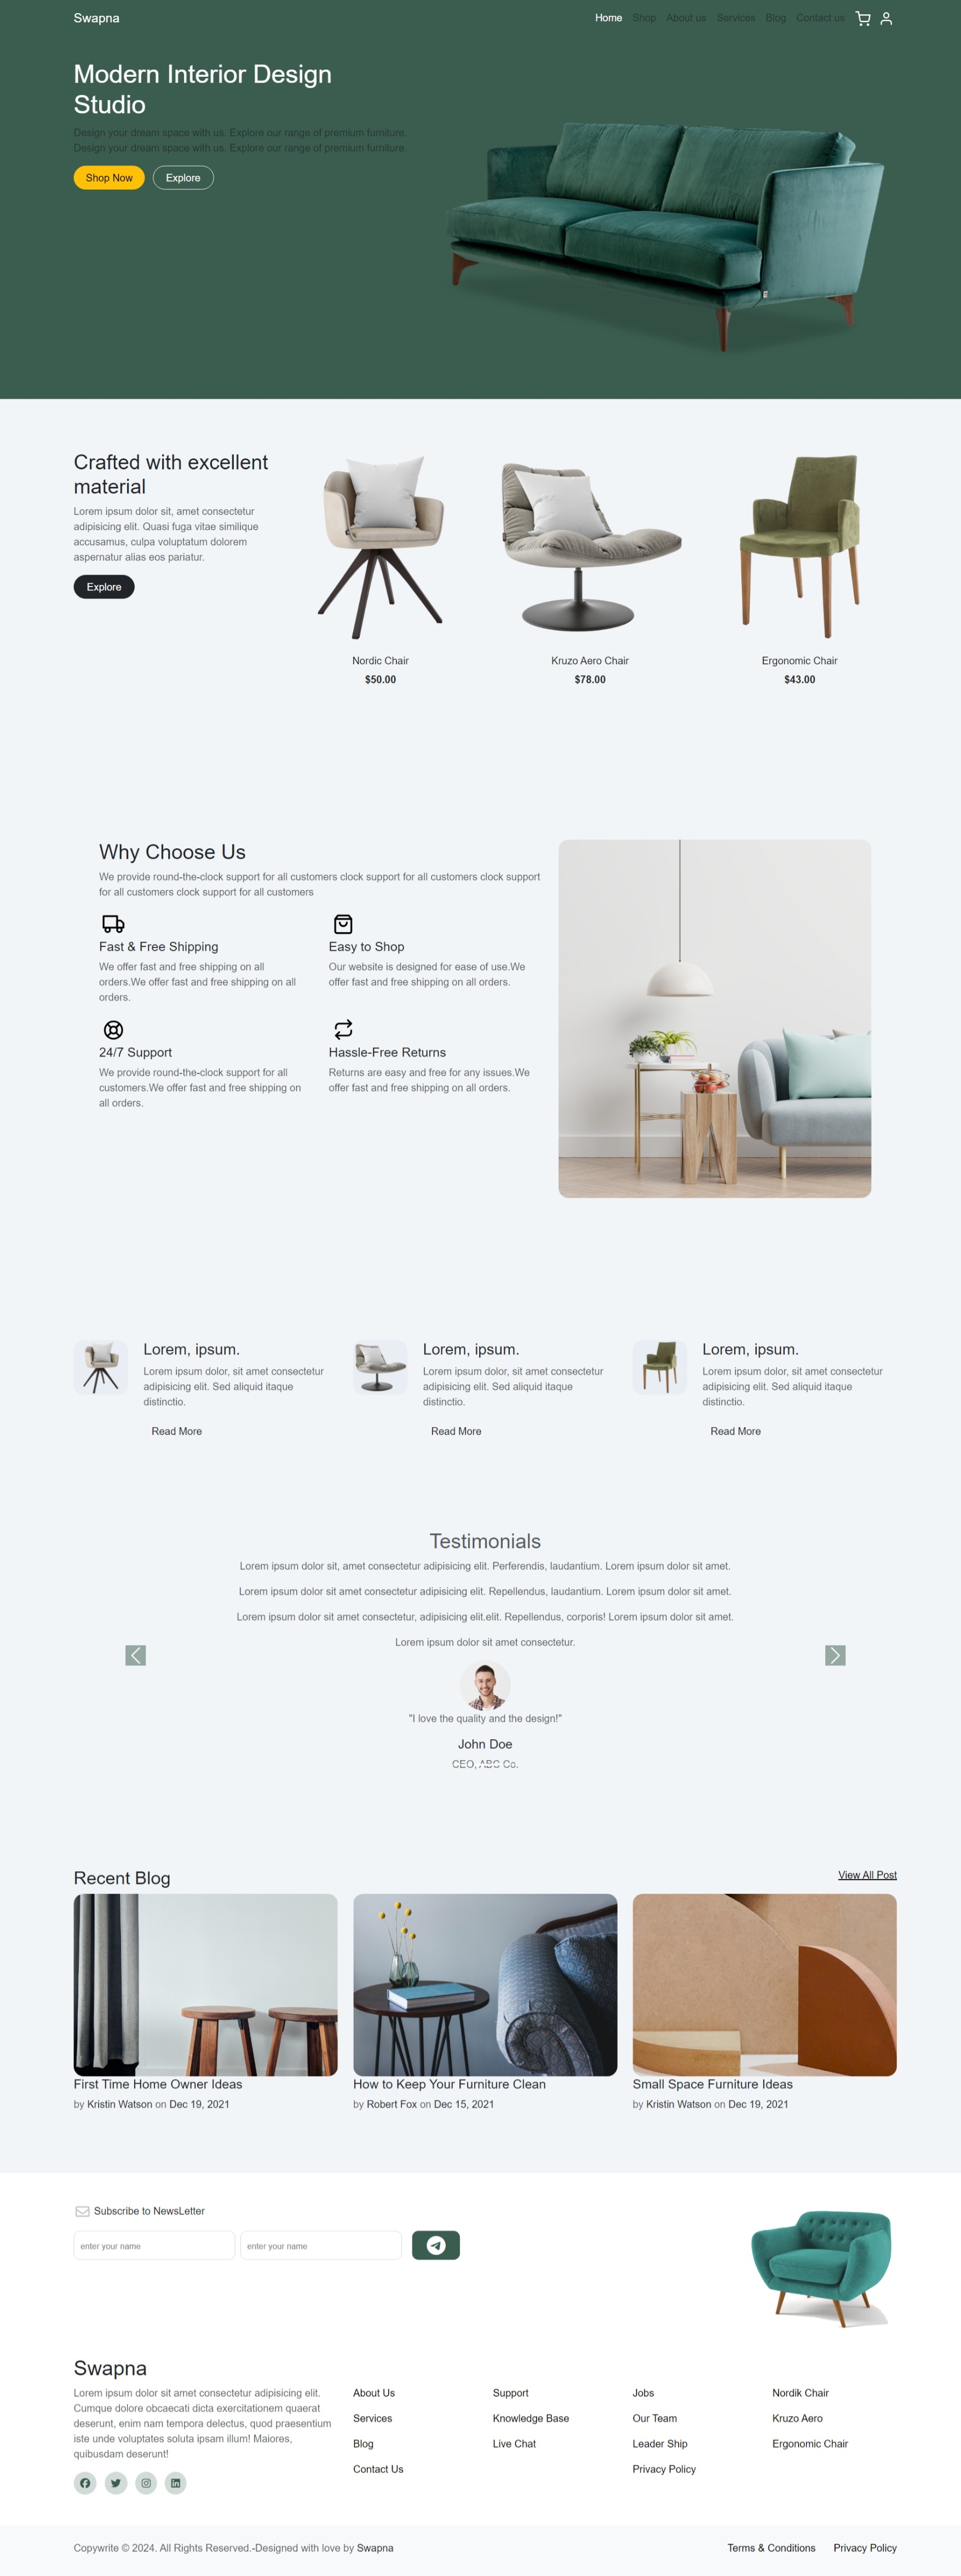 Swapna
Home Shop About us Services Blog Contact us
Modern Interior Design
Studio
Design your dream space with us. Explore our range of premium furniture.
Design your dream space with us. Explore our range of premium furniture.
Shop Now Explore
Crafted with excellent
material
Lorem ipsum dolor sit, amet consectetur
adipisicing elit. Quasi fuga vitae similique
accusamus, culpa voluptatum dolorem
aspernatur alias eos pariatur.
Explore
Nordic Chair
$50.00
Kruzo Aero Chair
$78.00
Ergonomic Chair
$43.00
Why Choose Us
We provide round-the-clock support for all customers clock support for all customers clock support
for all customers clock support for all customers
Fast & Free Shipping
We offer fast and free shipping on all
orders.We offer fast and free shipping on all
orders.
Easy to Shop
Our website is designed for ease of use.We
offer fast and free shipping on all orders.
24/7 Support
We provide round-the-clock support for all
customers.We offer fast and free shipping on
all orders.
Hassle-Free Returns
Returns are easy and free for any issues.We
offer fast and free shipping on all orders.
Lorem, ipsum.
Lorem ipsum dolor, sit amet consectetur
adipisicing elit. Sed aliquid itaque
distinctio.
Read More
Lorem, ipsum.
Lorem ipsum dolor, sit amet consectetur
adipisicing elit. Sed aliquid itaque
distinctio.
Read More
Lorem, ipsum.
Lorem ipsum dolor, sit amet consectetur
adipisicing elit. Sed aliquid itaque
distinctio.
Read More
Testimonials
Lorem ipsum dolor sit, amet consectetur adipisicing elit. Perferendis, laudantium. Lorem ipsum dolor sit amet.
Lorem ipsum dolor sit amet consectetur adipisicing elit. Repellendus, laudantium. Lorem ipsum dolor sit amet.
Lorem ipsum dolor sit amet consectetur, adipisicing elit.elit. Repellendus, corporis! Lorem ipsum dolor sit amet.
Lorem ipsum dolor sit amet consectetur.
"I love the quality and the design!"
John Doe
CEO, ABC Co.
Recent Blog
View All Post
First Time Home Owner Ideas
by Kristin Watson on Dec 19, 2021
How to Keep Your Furniture Clean
by Robert Fox on Dec 15, 2021
Small Space Furniture Ideas
by Kristin Watson on Dec 19, 2021
Subscribe to NewsLetter
enter your name
enter your name
Swapna
Lorem ipsum dolor sit amet consectetur adipisicing elit.
Cumque dolore obcaecati dicta exercitationem quaerat
deserunt, enim nam tempora delectus, quod praesentium
iste unde voluptates soluta ipsam illum! Maiores,
quibusdam deserunt!
About Us
Services
Blog
Contact Us
Support
Knowledge Base
Live Chat
Jobs
Our Team
Leader Ship
Privacy Policy
Nordik Chair
Kruzo Aero
Ergonomic Chair
Copywrite © 2024. All Rights Reserved.-Designed with love by Swapna
Terms & Conditions Privacy Policy